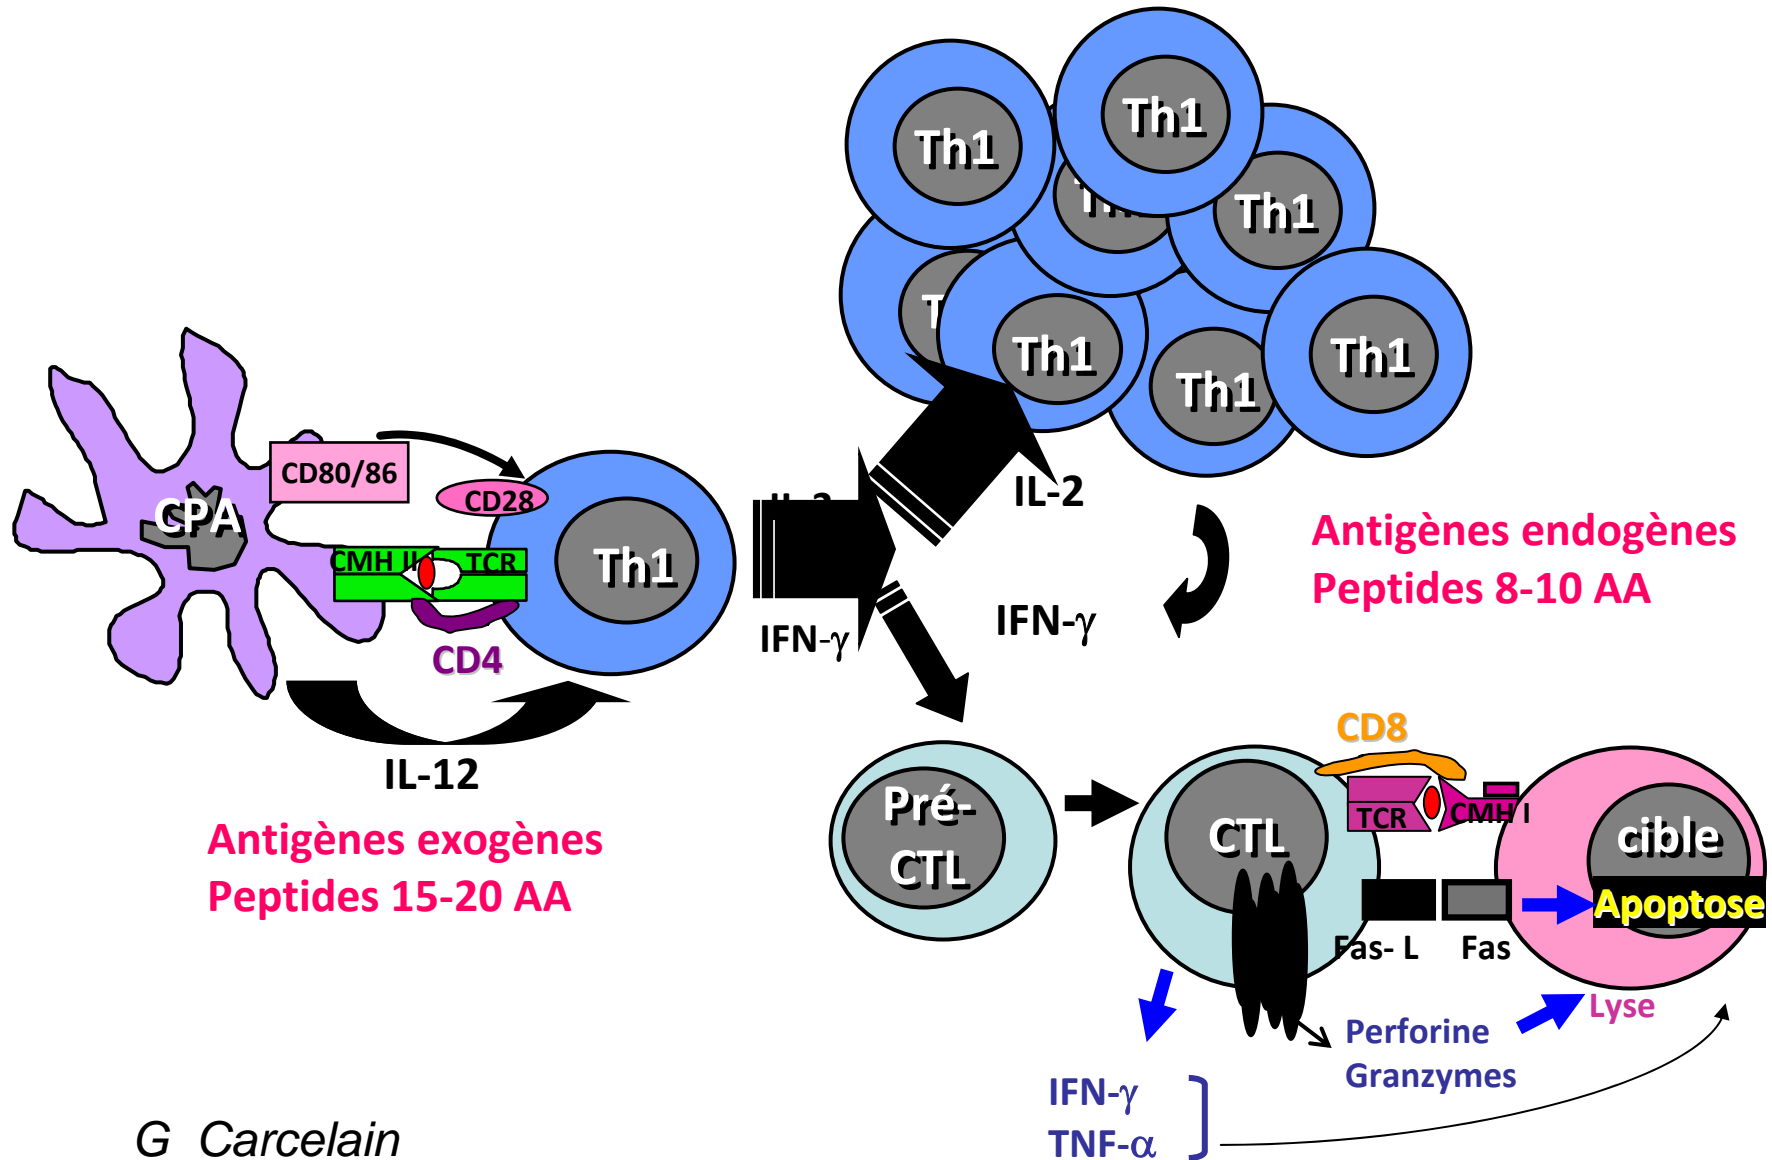 Th1
Th1
Th1
Th1
Th1
Th1
Th1
CD80/86
CD28
CPA
CMH II
TCR
Th1
CD4
IL-12
Antigènes exogènes
Peptides 15-20 AA
IFN-γ
IL-2
IFN-γ
Antigènes endogènes
Peptides 8-10 AA
Pré-
CTL
CTL
CD8
TCR
CMH I
cible
Apoptose
Fas- L
Fas
Lyse
Perforine
Granzymes
IFN-γ
TNF-α
G Carcelain